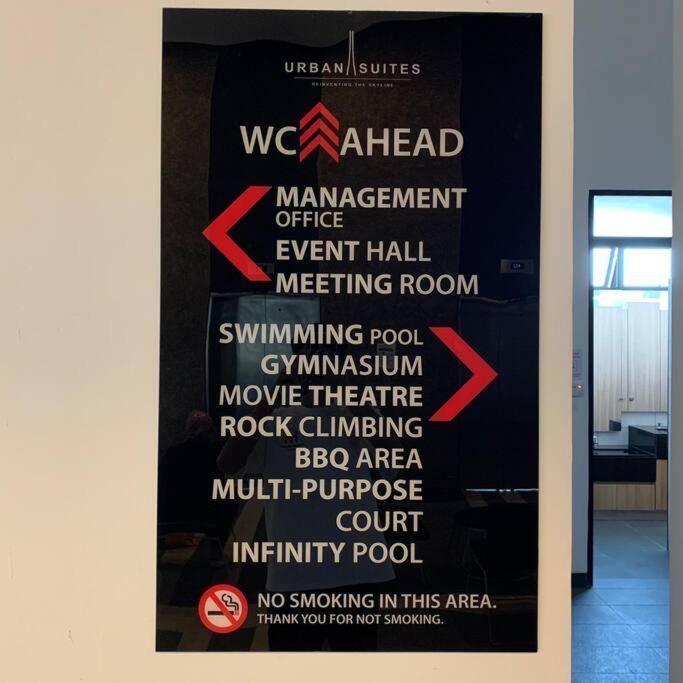 URBAN SUITES
REINVENTING THE SKYLINE
WC AHEAD
MANAGEMENT
OFFICE
EVENT HALL
MEETING ROOM
SWIMMING POOL
GYMNASIUM
MOVIE THEATRE
ROCK CLIMBING
BBQ AREA
MULTI-PURPOSE
COURT
INFINITY POOL
NO SMOKING IN THIS AREA.
THANK YOU FOR NOT SMOKING.